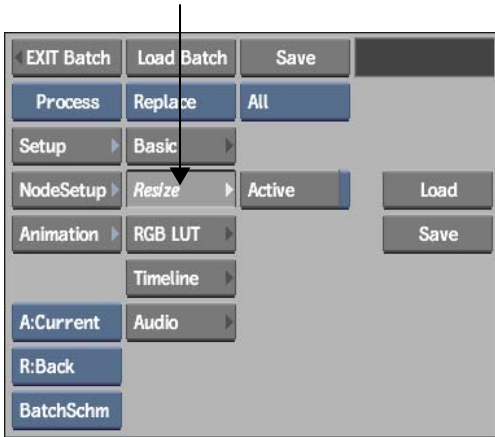 EXIT Batch Load Batch Save
Process Replace All
Setup Basic
NodeSetup Resize Active Load
Animation RGB LUT Save
Timeline
A:Current Audio
R:Back
BatchSchm